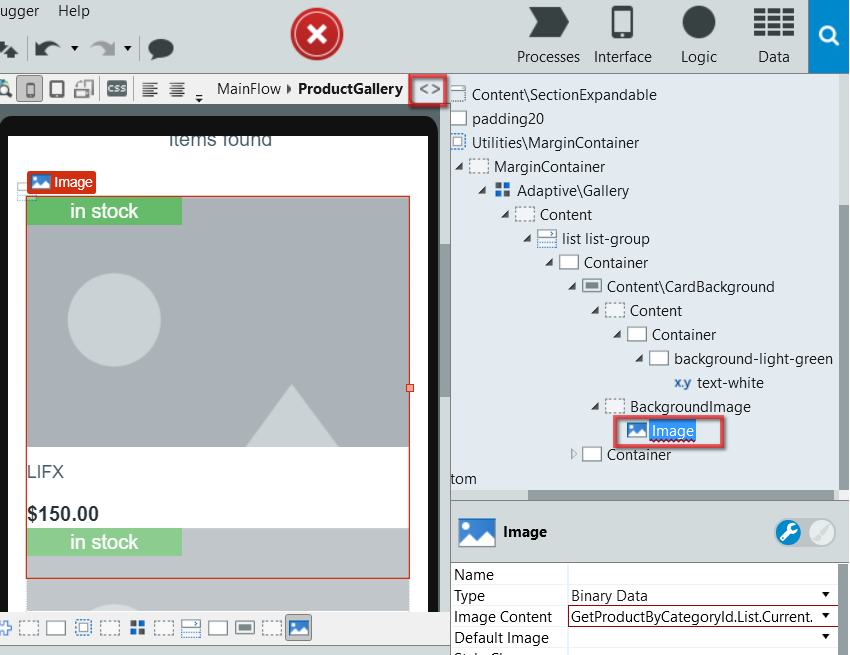 ugger Help
Processes Interface Logic Data
CSS MainFlow ProductGallery <>
Items found
Image
in stock
LIFX
$150.00
in stock
Content\SectionExpandable
padding20
Utilities\MarginContainer
MarginContainer
Adaptive\Gallery
Content
list list-group
Container
Content\CardBackground
Content
Container
background-light-green
x.y text-white
BackgroundImage
Image
Container
tom
Image
Name
Type Binary Data
Image Content GetProductByCategoryId.List.Current.
Default Image